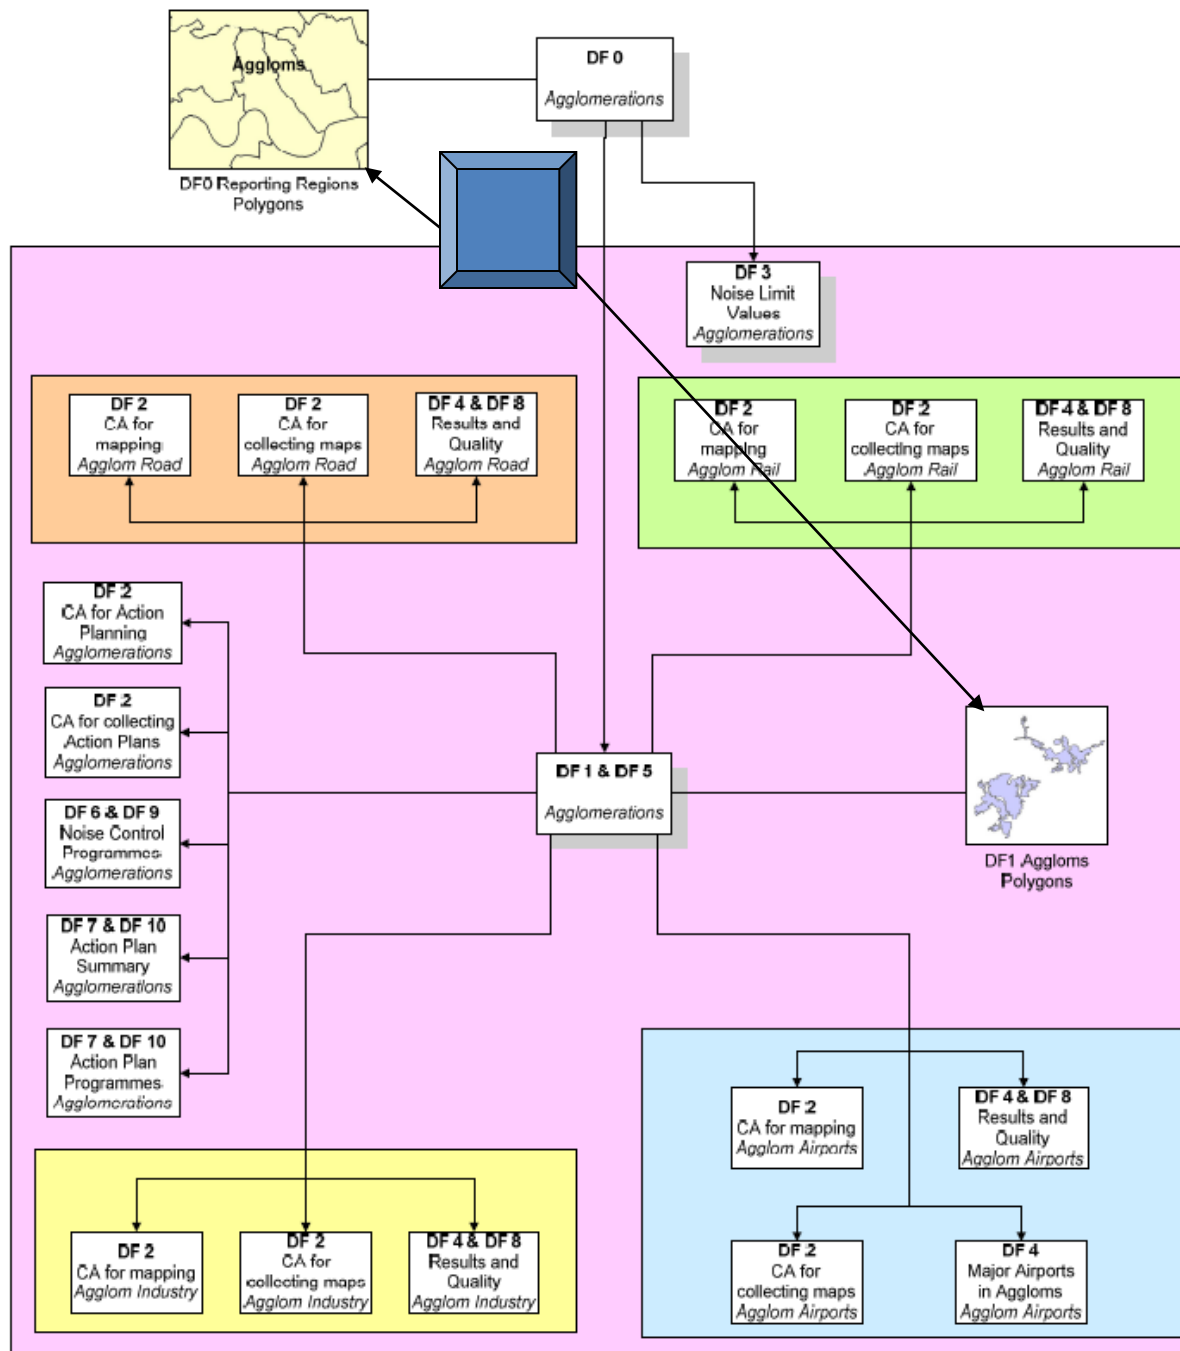 Aggloms
DF0 Reporting Regions
Polygons
DF 0
Agglomerations
DF 3
Noise Limit
Values
Agglomerations
DF 2
CA for
mapping
Agglom Road
DF 2
CA for
collecting maps
Agglom Road
DF 4 & DF 8
Results and
Quality
Agglom Road
DF 2
CA for
mapping
Agglom Rail
DF 2
CA for
collecting maps
Agglom Rail
DF 4 & DF 8
Results and
Quality
Agglom Rail
DF 2
CA for Action
Planning
Agglomerations
DF 2
CA for collecting
Action Plans
Agglomerations
DF 6 & DF 9
Noise Control
Programmes
Agglomerations
DF 7 & DF 10
Action Plan
Summary
Agglomerations
DF 7 & DF 10
Action Plan
Programmes
Agglomerations
DF 1 & DF 5
Agglomerations
DF1 Aggloms
Polygons
DF 2
CA for mapping
Agglom Industry
DF 2
CA for
collecting maps
Agglom Industry
DF 4 & DF 8
Results and
Quality
Agglom Industry
DF 2
CA for mapping
Agglom Airports
DF 4 & DF 8
Results and
Quality
Agglom Airports
DF 2
CA for
collecting maps
Agglom Airports
DF 4
Major Airports
in Aggloms
Agglom Airports